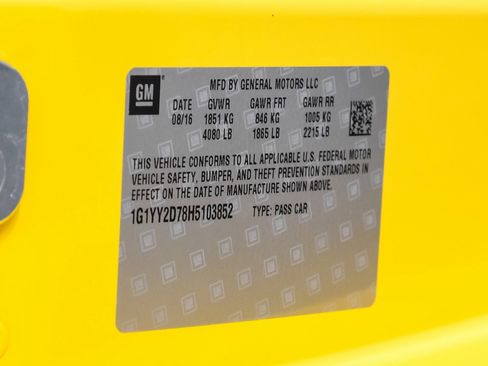 GM
MFD BY GENERAL MOTORS LLC
DATE GVWR GAWR FRT GAWR RR
08/16 1851 KG 846 KG 1005 KG
4080 LB 1865 LB 2215 LB
THIS VEHICLE CONFORMS TO ALL APPLICABLE U.S. FEDERAL MOTOR
VEHICLE SAFETY, BUMPER, AND THEFT PREVENTION STANDARDS IN
EFFECT ON THE DATE OF MANUFACTURE SHOWN ABOVE.
1G1YY2D78H5103852 TYPE: PASS CAR